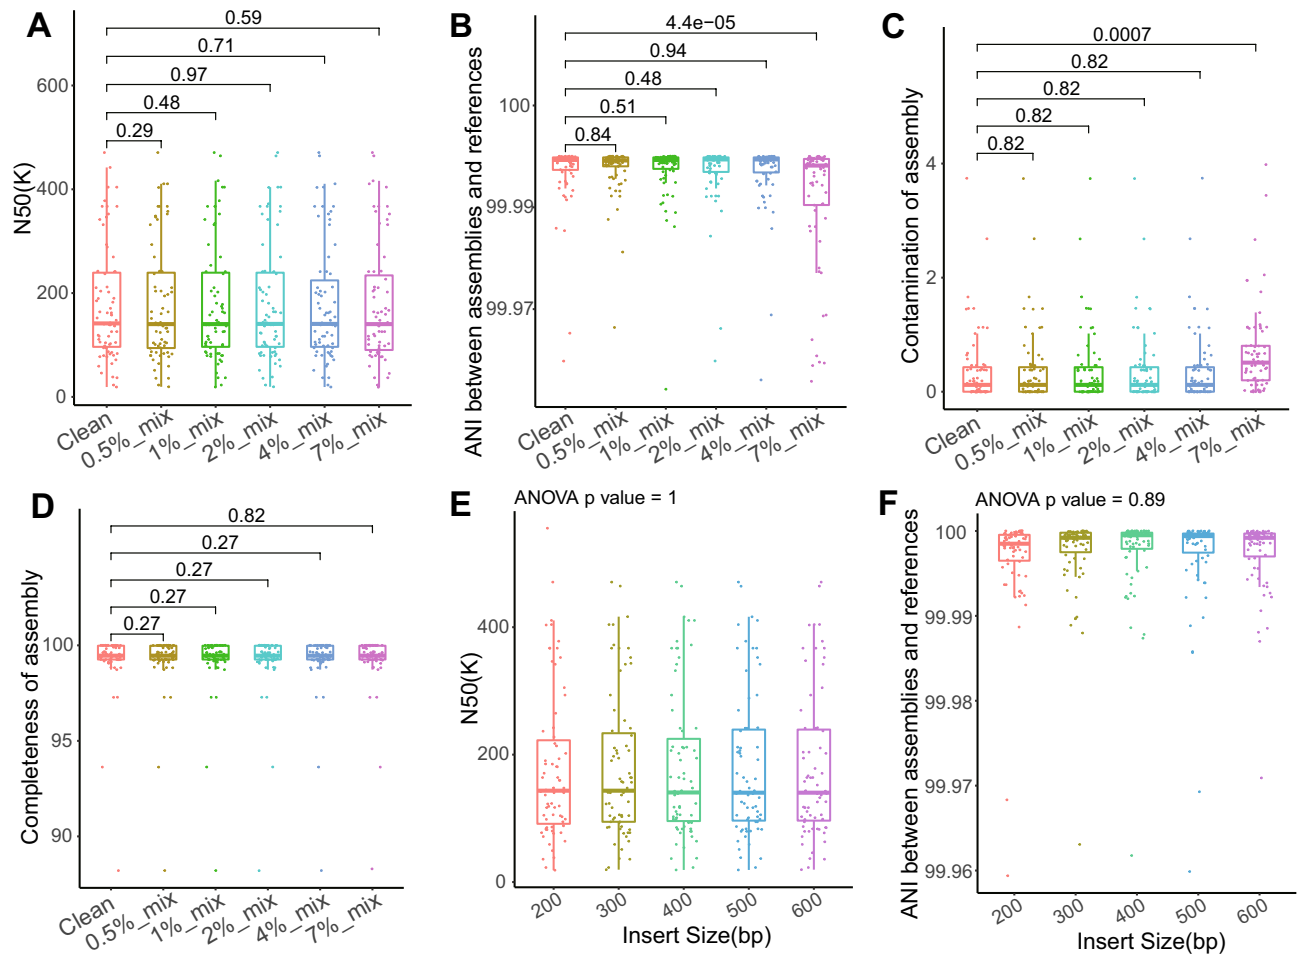 A
0.59
0.71
0.97
0.48
0.29
N50(K)
600
400
200
0
Clean
0.5%_mix
1%_mix
2%_mix
4%_mix
7%_mix
B
4.4e−05
0.94
0.48
0.51
0.84
ANI between assemblies and references
100
99.99
99.97
Clean
0.5%_mix
1%_mix
2%_mix
4%_mix
7%_mix
C
0.0007
0.82
0.82
0.82
0.82
Contamination of assembly
4
2
0
Clean
0.5%_mix
1%_mix
2%_mix
4%_mix
7%_mix
D
0.82
0.27
0.27
0.27
0.27
Completeness of assembly
100
95
90
Clean
0.5%_mix
1%_mix
2%_mix
4%_mix
7%_mix
E
ANOVA p value = 1
N50(K)
400
200
0
200
300
400
500
600
Insert Size(bp)
F
ANOVA p value = 0.89
ANI between assemblies and references
100
99.99
99.98
99.97
99.96
200
300
400
500
600
Insert Size(bp)